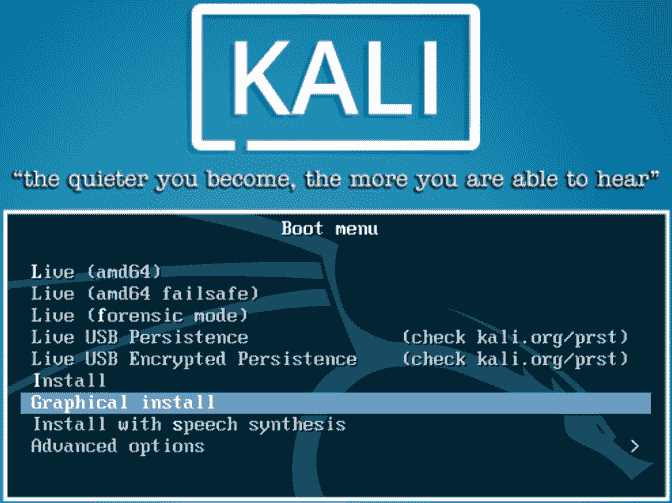 KALI
“the quieter you become, the more you are able to hear”
Boot menu
Live (amd64)
Live (amd64 failsafe)
Live (forensic mode)
Live USB Persistence (check kali.org/prst)
Live USB Encrypted Persistence (check kali.org/prst)
Install
Graphical install
Install with speech synthesis
Advanced options >